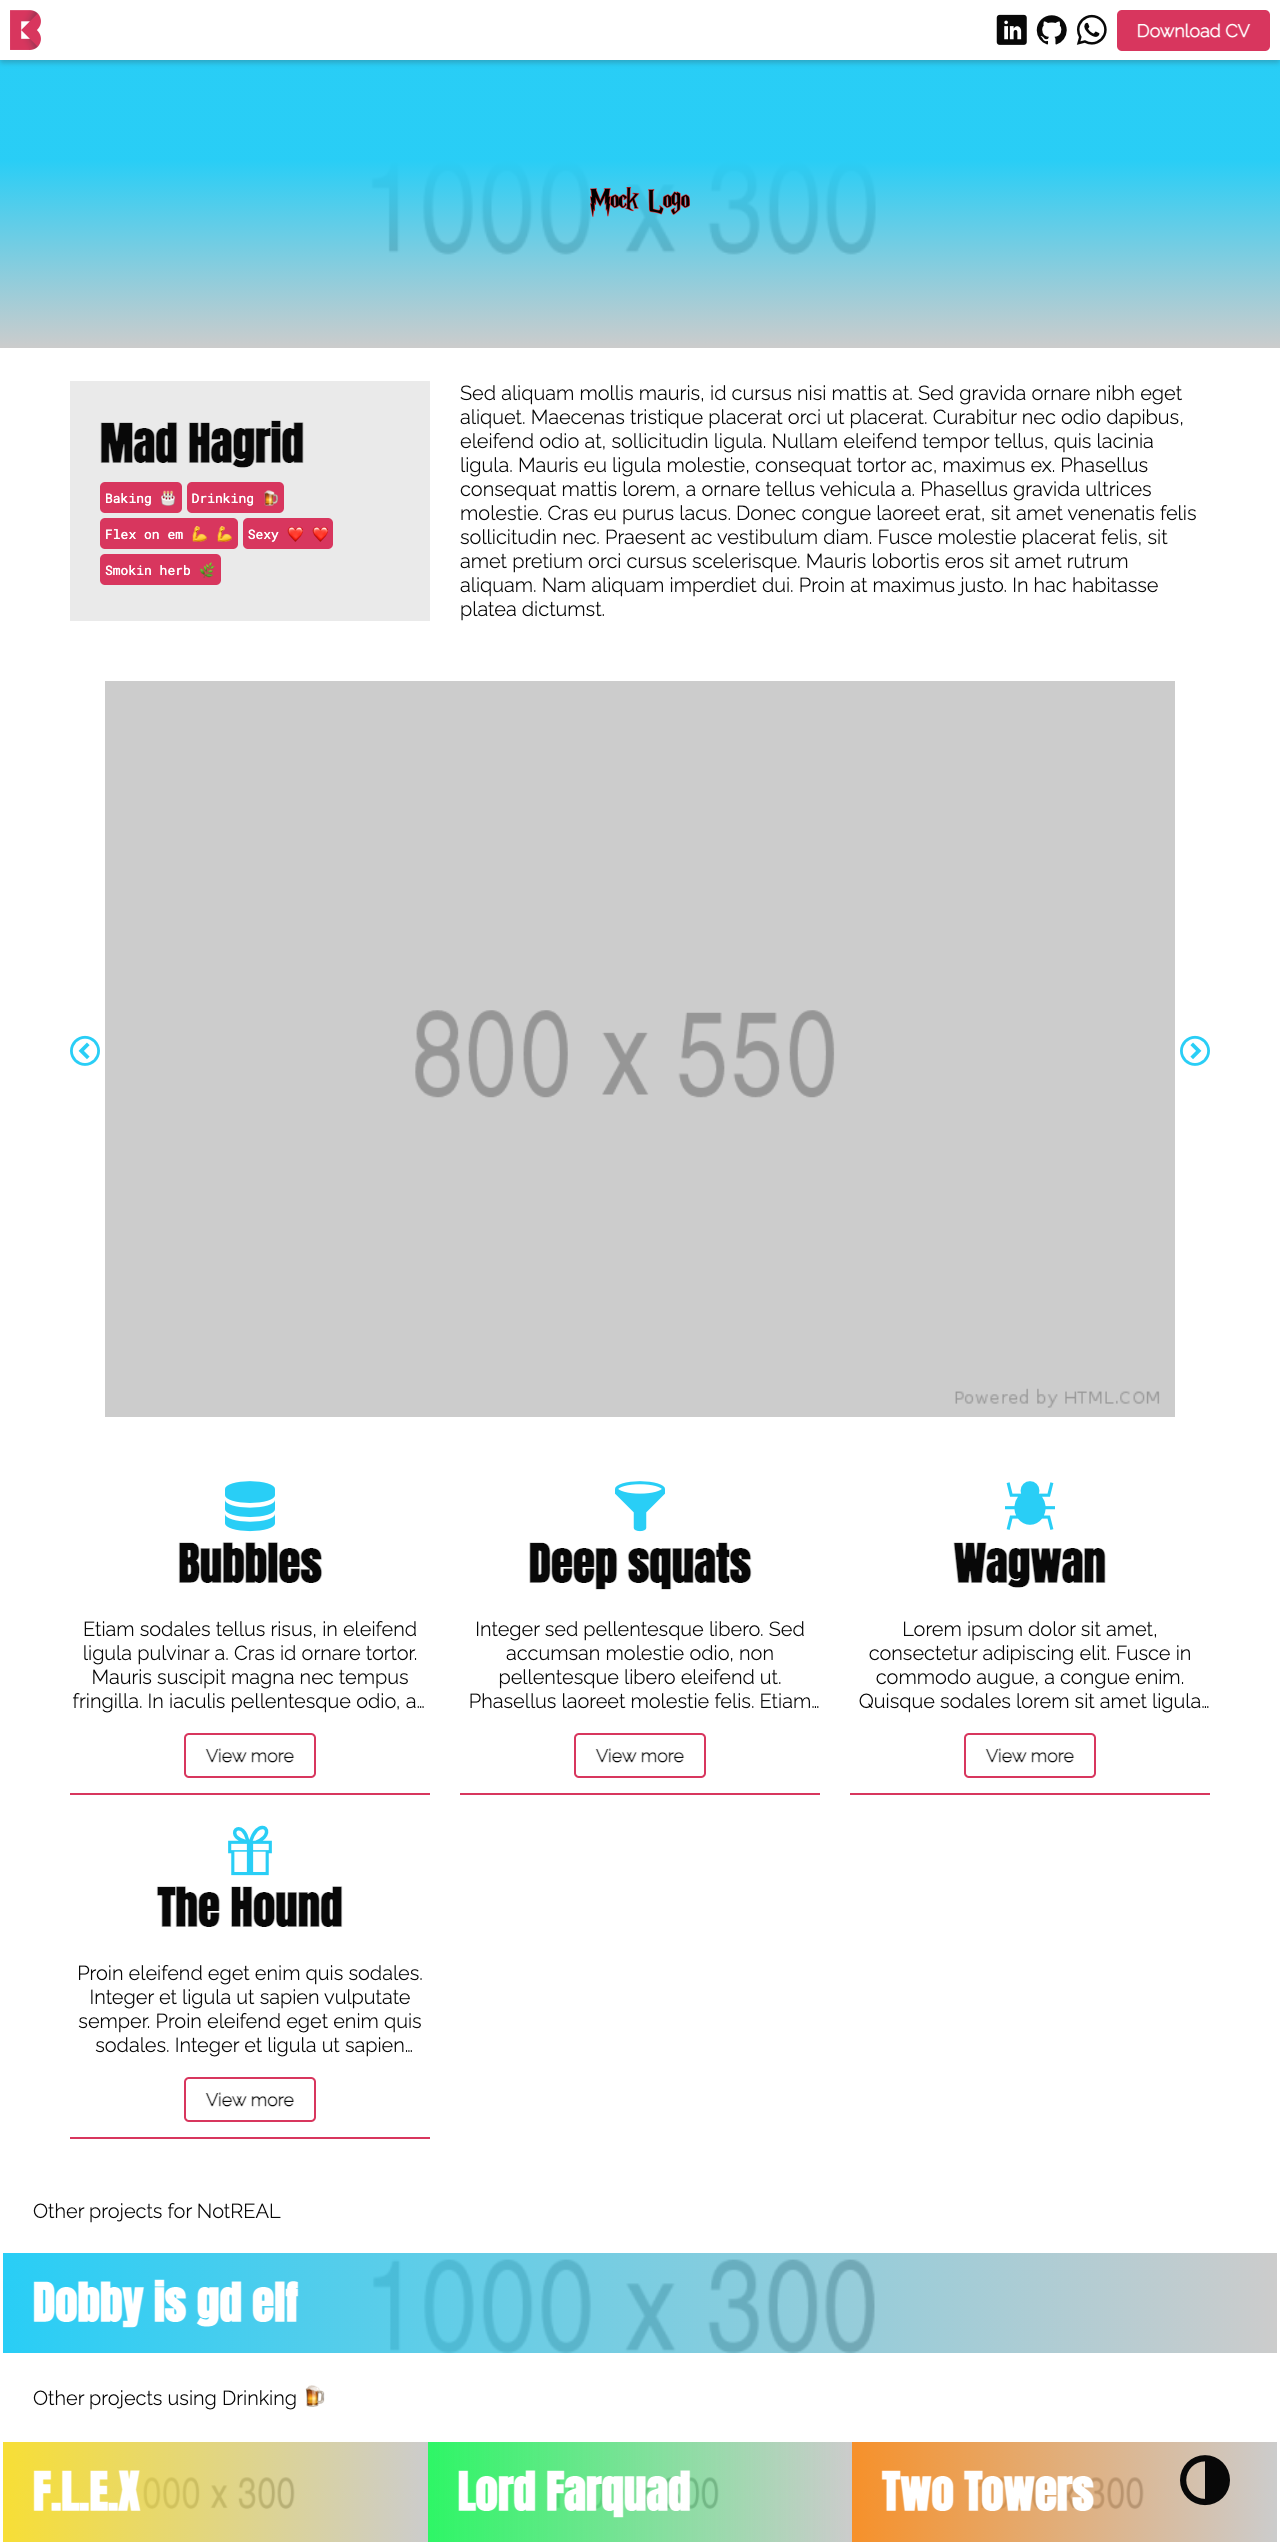 Download CV
1000 x 300
Mock Logo
Mad Hagrid
Baking 🎂 Drinking 🍺
Flex on em 💪 💪 Sexy ❤️ ❤️
Smokin herb 🌿
Sed aliquam mollis mauris, id cursus nisi mattis at. Sed gravida ornare nibh eget
aliquet. Maecenas tristique placerat orci ut placerat. Curabitur nec odio dapibus,
eleifend odio at, sollicitudin ligula. Nullam eleifend tempor tellus, quis lacinia
ligula. Mauris eu ligula molestie, consequat tortor ac, maximus ex. Phasellus
consequat mattis lorem, a ornare tellus vehicula a. Phasellus gravida ultrices
molestie. Cras eu purus lacus. Donec congue laoreet erat, sit amet venenatis felis
sollicitudin nec. Praesent ac vestibulum diam. Fusce molestie placerat felis, sit
amet pretium orci cursus scelerisque. Mauris lobortis eros sit amet rutrum
aliquam. Nam aliquam imperdiet dui. Proin at maximus justo. In hac habitasse
platea dictumst.
800 x 550
Powered by HTML.COM
Bubbles
Etiam sodales tellus risus, in eleifend
ligula pulvinar a. Cras id ornare tortor.
Mauris suscipit magna nec tempus
fringilla. In iaculis pellentesque odio, a…
View more
Deep squats
Integer sed pellentesque libero. Sed
accumsan molestie odio, non
pellentesque libero eleifend ut.
Phasellus laoreet molestie felis. Etiam…
View more
Wagwan
Lorem ipsum dolor sit amet,
consectetur adipiscing elit. Fusce in
commodo augue, a congue enim.
Quisque sodales lorem sit amet ligula…
View more
The Hound
Proin eleifend eget enim quis sodales.
Integer et ligula ut sapien vulputate
semper. Proin eleifend eget enim quis
sodales. Integer et ligula ut sapien…
View more
Other projects for NotREAL
Dobby is gd elf
1000 x 300
Other projects using Drinking 🍺
F.L.E.X
000 x 300
Lord Farquad
Two Towers
300